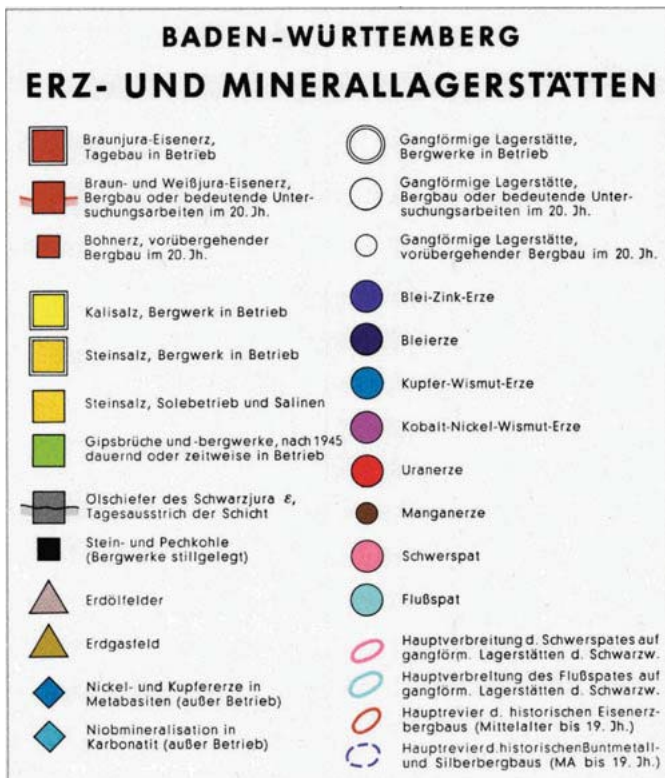 BADEN-WÜRTTEMBERG
ERZ- UND MINERALLAGERSTÄTTEN
Braunjura-Eisenerz,
Tagebau in Betrieb
Braun- und Weißjura-Eisenerz,
Bergbau oder bedeutende Unter-
suchungsarbeiten im 20. Jh.
Bohnerz, vorübergehender
Bergbau im 20. Jh.
Kalisalz, Bergwerk in Betrieb
Steinsalz, Bergwerk in Betrieb
Steinsalz, Solebetrieb und Salinen
Gipsbrüche und -bergwerke, nach 1945
dauernd oder zeitweise in Betrieb
Ölschiefer des Schwarzjura ε,
Tagesausstrich der Schicht
Stein- und Pechkohle
(Bergwerke stillgelegt)
Erdölfelder
Erdgasfeld
Nickel- und Kupfererze in
Metabasiten (außer Betrieb)
Niobmineralisation in
Karbonatit (außer Betrieb)
Gangförmige Lagerstätte,
Bergwerke in Betrieb
Gangförmige Lagerstätte,
Bergbau oder bedeutende Unter-
suchungsarbeiten im 20. Jh.
Gangförmige Lagerstätte,
vorübergehender Bergbau im 20. Jh.
Blei-Zink-Erze
Bleierze
Kupfer-Wismut-Erze
Kobalt-Nickel-Wismut-Erze
Uranerze
Manganerze
Schwerspat
Flußspat
Hauptverbreitung d. Schwerspates auf
gangförm. Lagerstätten d. Schwarzw.
Hauptverbreitung des Flußspates auf
gangförm. Lagerstätten d. Schwarzw.
Hauptrevier d. historischen Eisenerz-
bergbaus (Mittelalter bis 19. Jh.)
Hauptrevier d. historischen Buntmetall-
und Silberbergbaus (MA bis 19. Jh.)